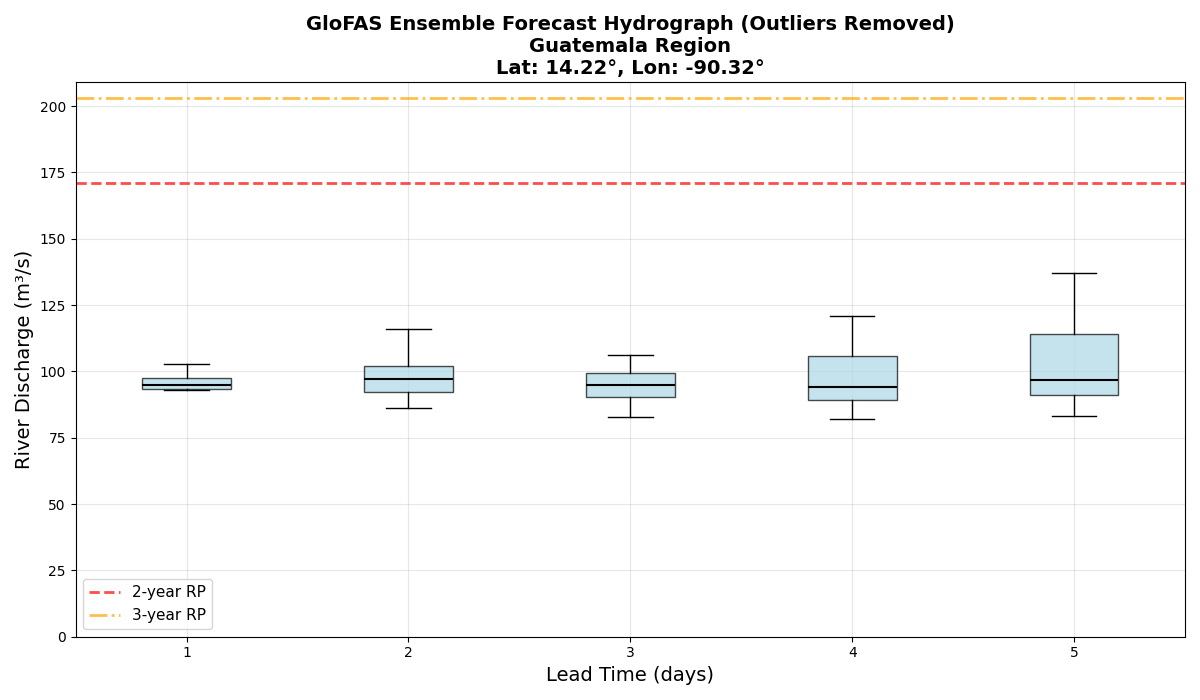 GloFAS Ensemble Forecast Hydrograph (Outliers Removed)
Guatemala Region
Lat: 14.22°, Lon: -90.32°
River Discharge (m³/s)
200
175
150
125
100
75
50
25
0
2-year RP
3-year RP
1 2 3 4 5
Lead Time (days)